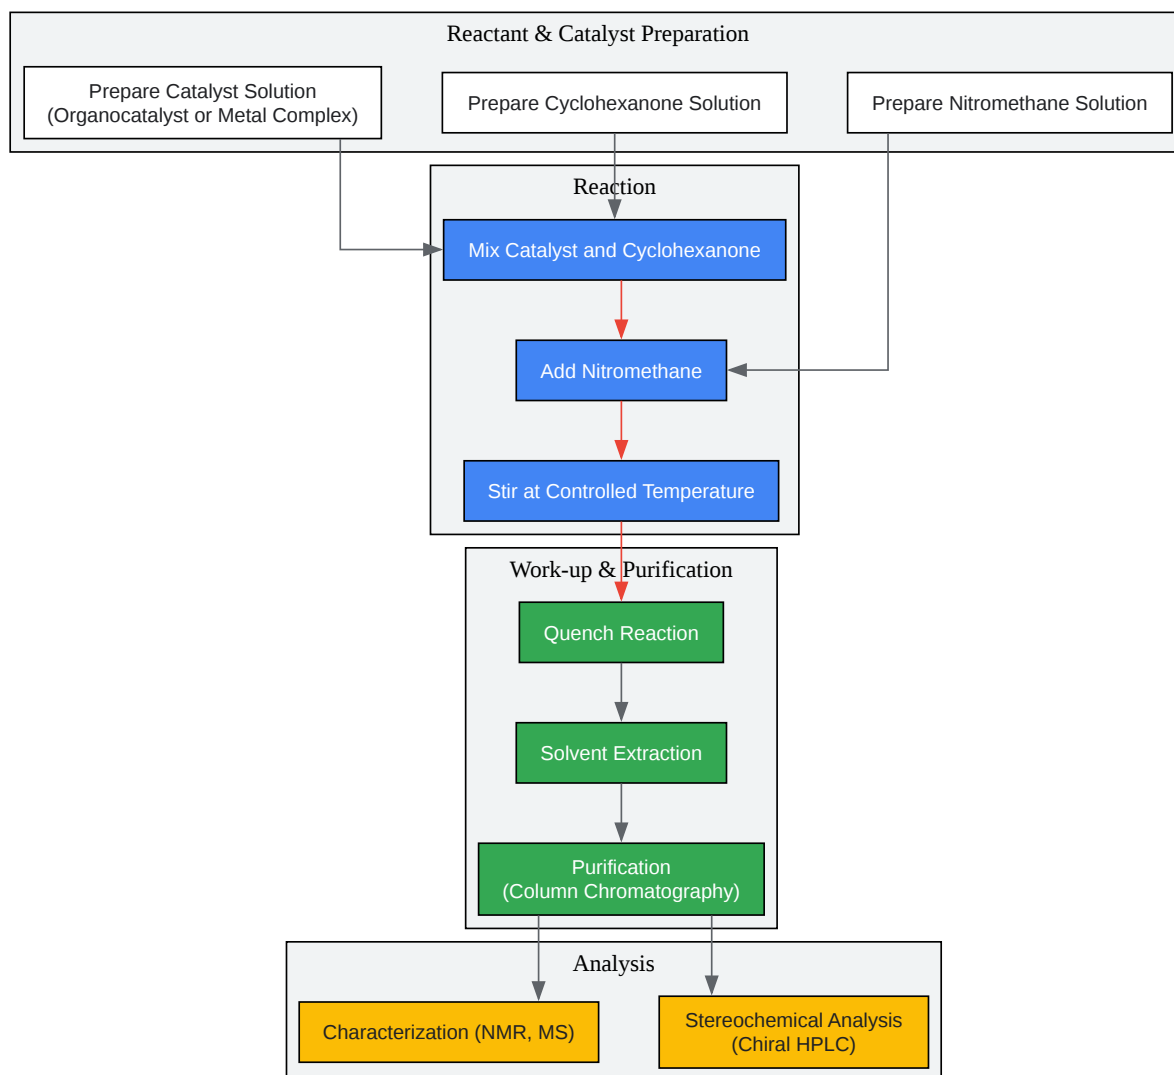 Reactant & Catalyst Preparation
Prepare Catalyst Solution
(Organocatalyst or Metal Complex)
Prepare Cyclohexanone Solution
Prepare Nitromethane Solution
Reaction
Mix Catalyst and Cyclohexanone
Add Nitromethane
Stir at Controlled Temperature
Work-up & Purification
Quench Reaction
Solvent Extraction
Purification
(Column Chromatography)
Analysis
Characterization (NMR, MS)
Stereochemical Analysis
(Chiral HPLC)